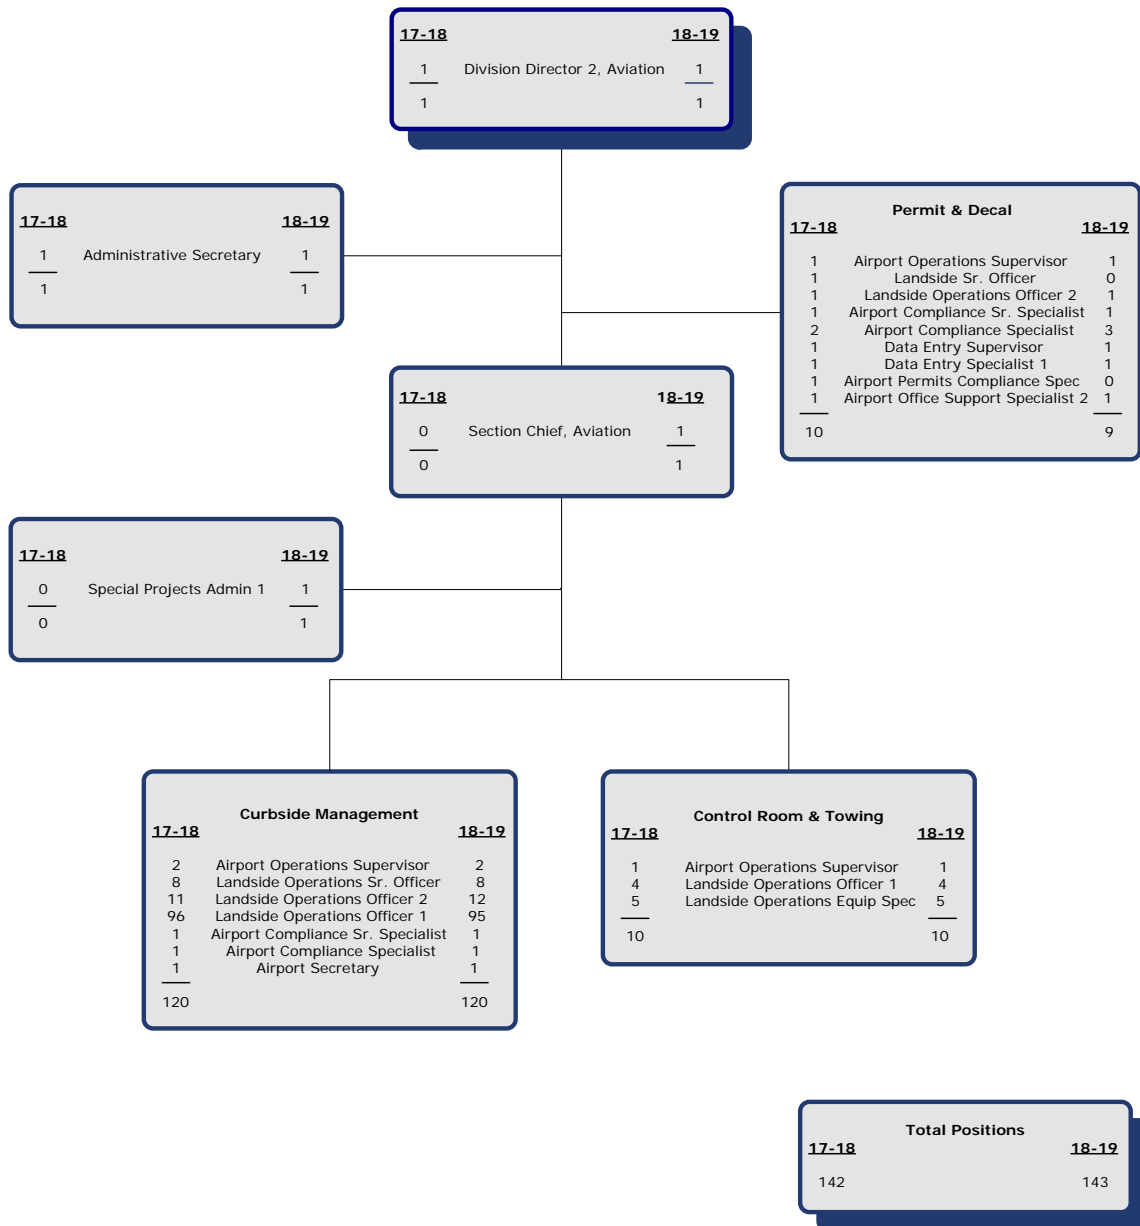 17-18 18-19
1 Division Director 2, Aviation 1
1 1
17-18 18-19
1 Administrative Secretary 1
1 1
Permit & Decal
17-18 18-19
1 Airport Operations Supervisor 1
1 Landside Sr. Officer 0
1 Landside Operations Officer 2 1
1 Airport Compliance Sr. Specialist 1
2 Airport Compliance Specialist 3
1 Data Entry Supervisor 1
1 Data Entry Specialist 1 1
1 Airport Permits Compliance Spec 0
1 Airport Office Support Specialist 2 1
10 9
17-18 18-19
0 Section Chief, Aviation 1
0 1
17-18 18-19
0 Special Projects Admin 1 1
0 1
Curbside Management
17-18 18-19
2 Airport Operations Supervisor 2
8 Landside Operations Sr. Officer 8
11 Landside Operations Officer 2 12
96 Landside Operations Officer 1 95
1 Airport Compliance Sr. Specialist 1
1 Airport Compliance Specialist 1
1 Airport Secretary 1
120 120
Control Room & Towing
17-18 18-19
1 Airport Operations Supervisor 1
4 Landside Operations Officer 1 4
5 Landside Operations Equip Spec 5
10 10
Total Positions
17-18 18-19
142 143